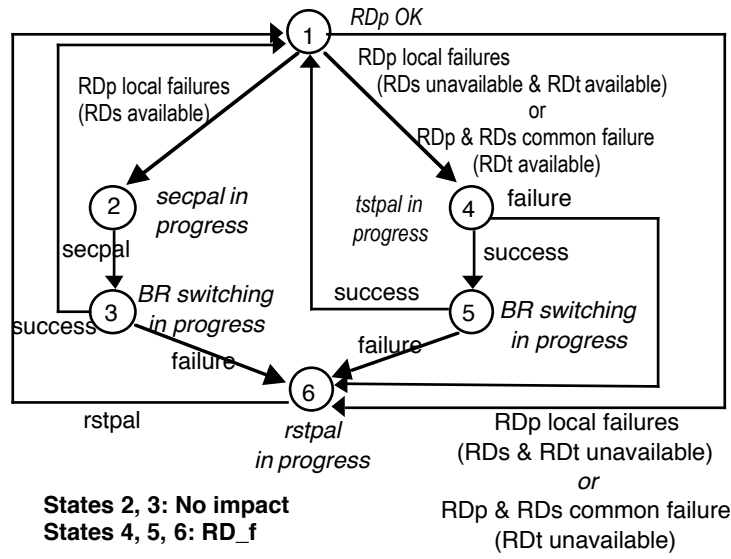 RDp OK
1
RDp local failures
(RDs available)
RDp local failures
(RDs unavailable & RDt available)
or
RDp & RDs common failure
(RDt available)
2
secpal in
progress
tstpal in
progress
4
failure
secpal
success
3
BR switching
in progress
success
5
BR switching
in progress
success
failure
failure
6
rstpal
rstpal
in progress
RDp local failures
(RDs & RDt unavailable)
or
RDp & RDs common failure
(RDt unavailable)
States 2, 3: No impact
States 4, 5, 6: RD_f